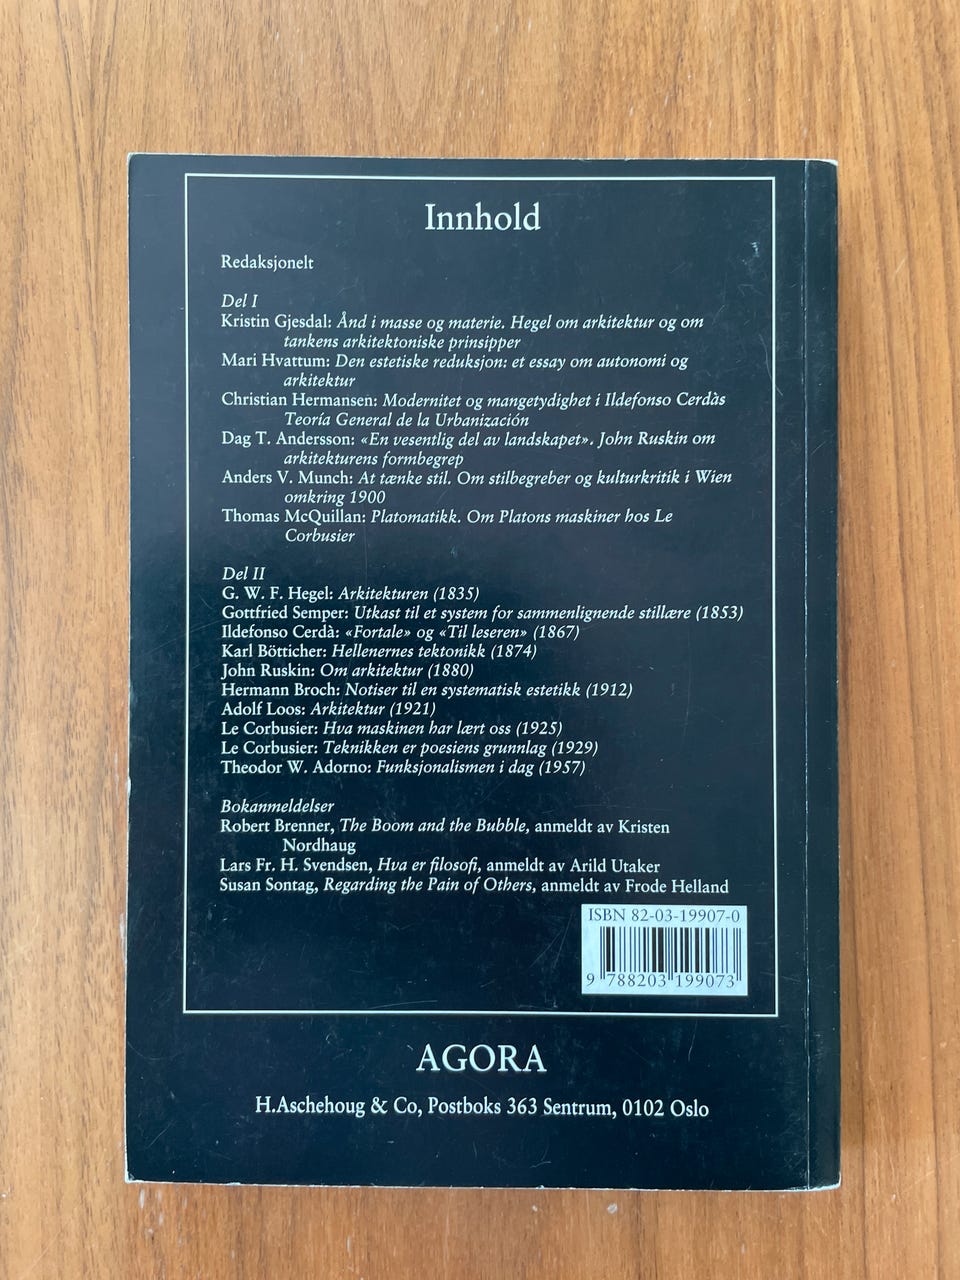 Innhold
Redaksjonelt
Del I
Kristin Gjesdal: Ånd i masse og materie. Hegel om arkitektur og om
tankens arkitektoniske prinsipper
Mari Hvattum: Den estetiske reduksjon: et essay om autonomi og
arkitektur
Christian Hermansen: Modernitet og mangetydighet i Ildefonso Cerdàs
Teoría General de la Urbanización
Dag T. Andersson: «En vesentlig del av landskapet». John Ruskin om
arkitekturens formbegrep
Anders V. Munch: At tænke stil. Om stilbegreber og kulturkritik i Wien
omkring 1900
Thomas McQuillan: Platomatikk. Om Platons maskiner hos Le
Corbusier
Del II
G. W. F. Hegel: Arkitekturen (1835)
Gottfried Semper: Utkast til et system for sammenlignende stillære (1853)
Ildefonso Cerdà: «Fortale» og «Til leseren» (1867)
Karl Bötticher: Hellenernes tektonikk (1874)
John Ruskin: Om arkitektur (1880)
Hermann Broch: Notiser til en systematisk estetikk (1912)
Adolf Loos: Arkitektur (1921)
Le Corbusier: Hva maskinen har lært oss (1925)
Le Corbusier: Teknikken er poesiens grunnlag (1929)
Theodor W. Adorno: Funksjonalismen i dag (1957)
Bokanmeldelser
Robert Brenner, The Boom and the Bubble, anmeldt av Kristen
Nordhaug
Lars Fr. H. Svendsen, Hva er filosofi, anmeldt av Arild Utaker
Susan Sontag, Regarding the Pain of Others, anmeldt av Frode Helland
ISBN 82-03-19907-0
9 788203 199073
AGORA
H.Aschehoug & Co, Postboks 363 Sentrum, 0102 Oslo